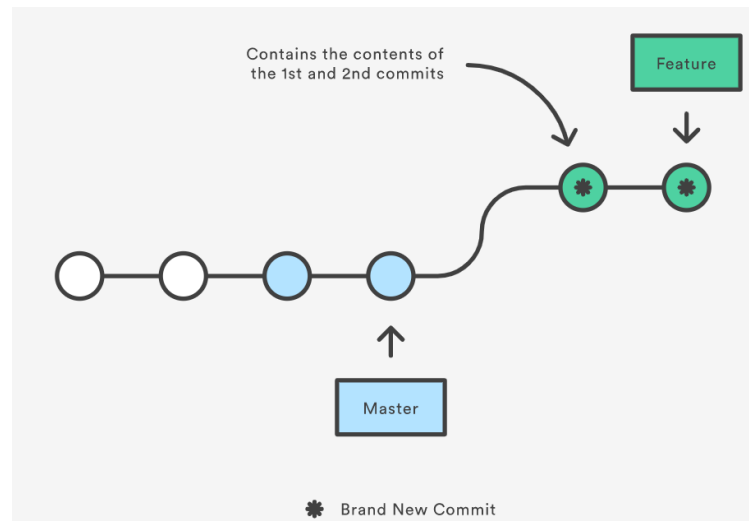 Contains the contents of
the 1st and 2nd commits
Feature
Master
Brand New Commit